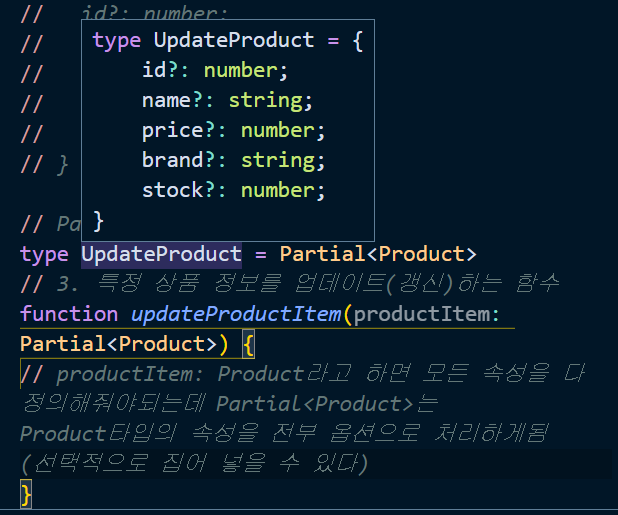 //   id?: number;
// type UpdateProduct = {
//     id?: number;
//     name?: string;
//     price?: number;
// }   brand?: string;
    stock?: number;
// Pa }
type UpdateProduct = Partial<Product>
// 3. 특정 상품 정보를 업데이트(갱신)하는 함수
function updateProductItem(productItem:
Partial<Product>) {
// productItem: Product라고 하면 모든 속성을 다
정의해줘야되는데 Partial<Product>는
Product타입의 속성을 전부 옵션으로 처리하게됨
(선택적으로 집어 넣을 수 있다)
}